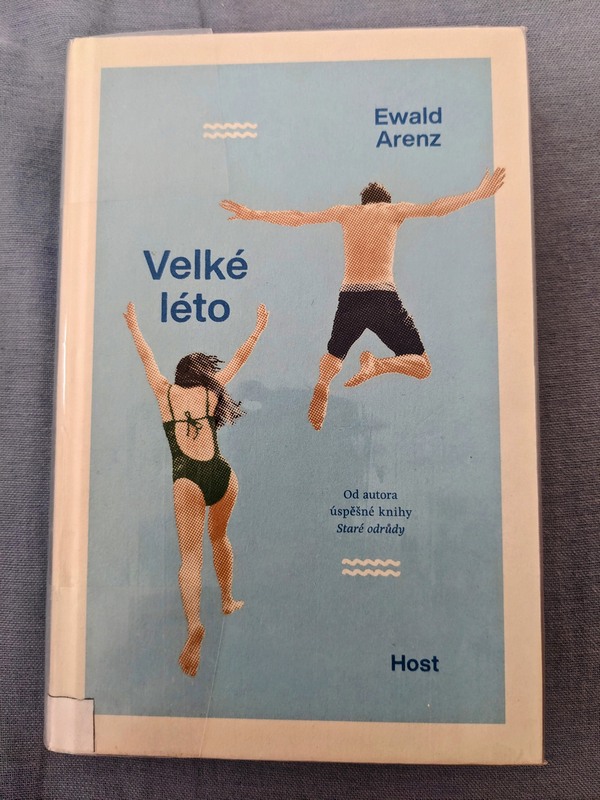 Ewald
Arenz
Velké
léto
Od autora
úspěšné knihy
Staré odrůdy
Host